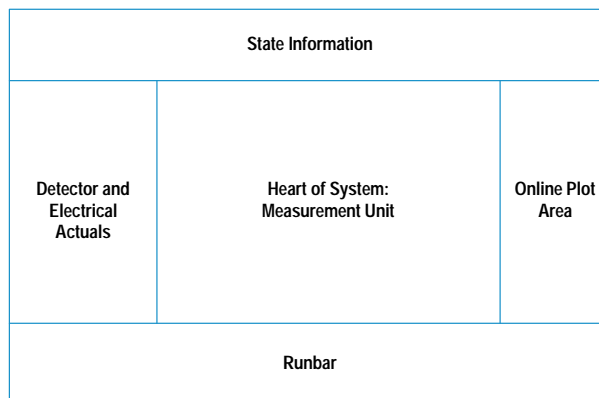 State Information
Detector and
Electrical
Actuals
Heart of System:
Measurement Unit
Online Plot
Area
Runbar